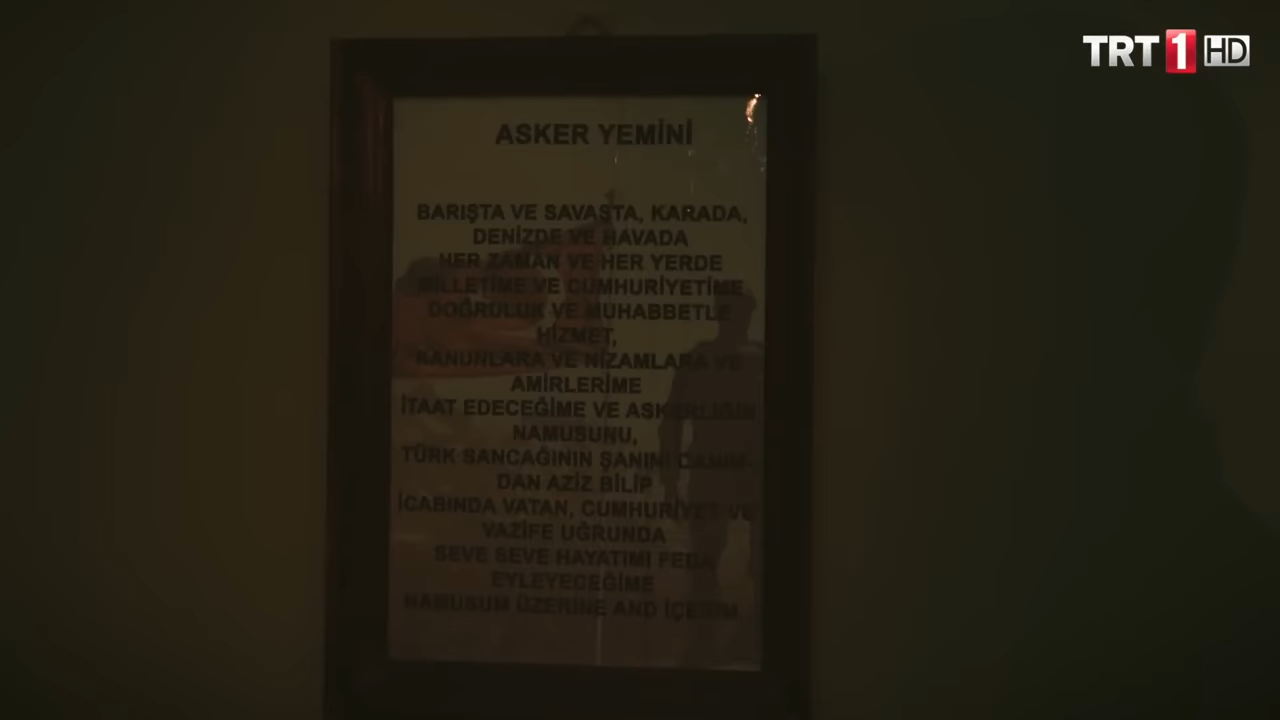 TRT 1 HD
ASKER YEMİNİ
BARIŞTA VE SAVAŞTA, KARADA,
DENİZDE VE HAVADA
HER ZAMAN VE HER YERDE
MİLLETİME VE CUMHURİYETİME
DOĞRULUK VE MUHABBETLE
HİZMET,
KANUNLARA VE NİZAMLARA VE
AMİRLERİME
İTAAT EDECEĞİME VE ASKERLİĞİN
NAMUSUNU,
TÜRK SANCAĞININ ŞANINI CANIM-
DAN AZİZ BİLİP
İCABINDA VATAN, CUMHURİYET VE
VAZİFE UĞRUNDA
SEVE SEVE HAYATIMI FEDA
EYLEYECEĞİME
NAMUSUM ÜZERİNE AND İÇERİM.